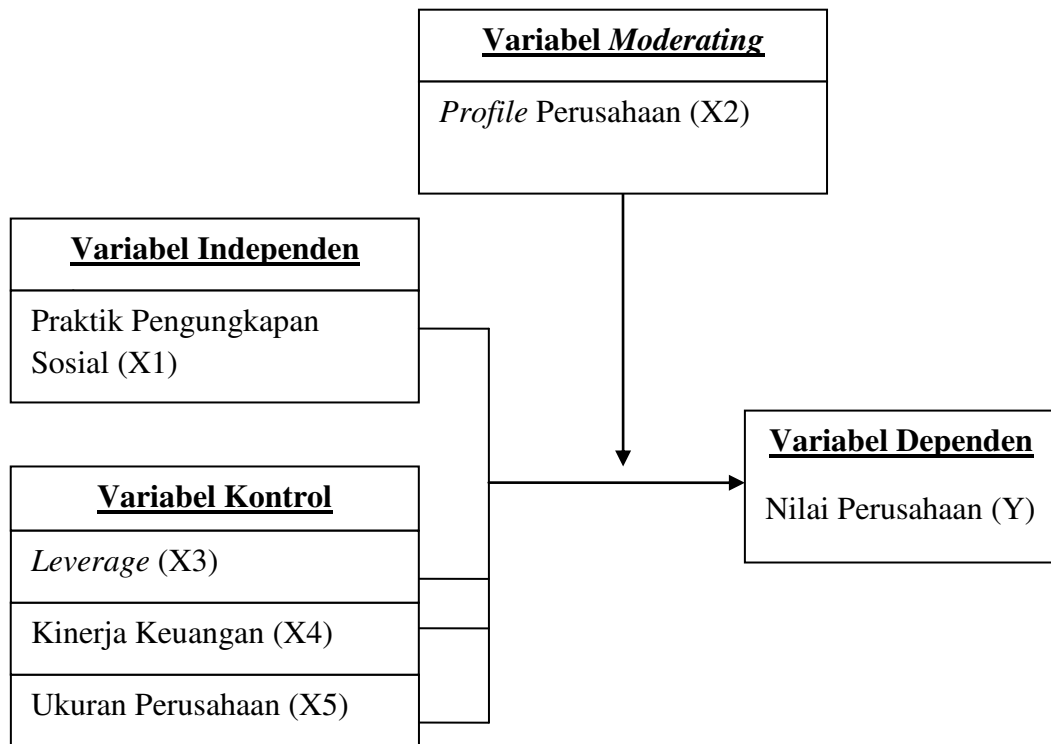 Variabel Moderating
Profile Perusahaan (X2)
Variabel Independen
Praktik Pengungkapan
Sosial (X1)
Variabel Dependen
Nilai Perusahaan (Y)
Variabel Kontrol
Leverage (X3)
Kinerja Keuangan (X4)
Ukuran Perusahaan (X5)